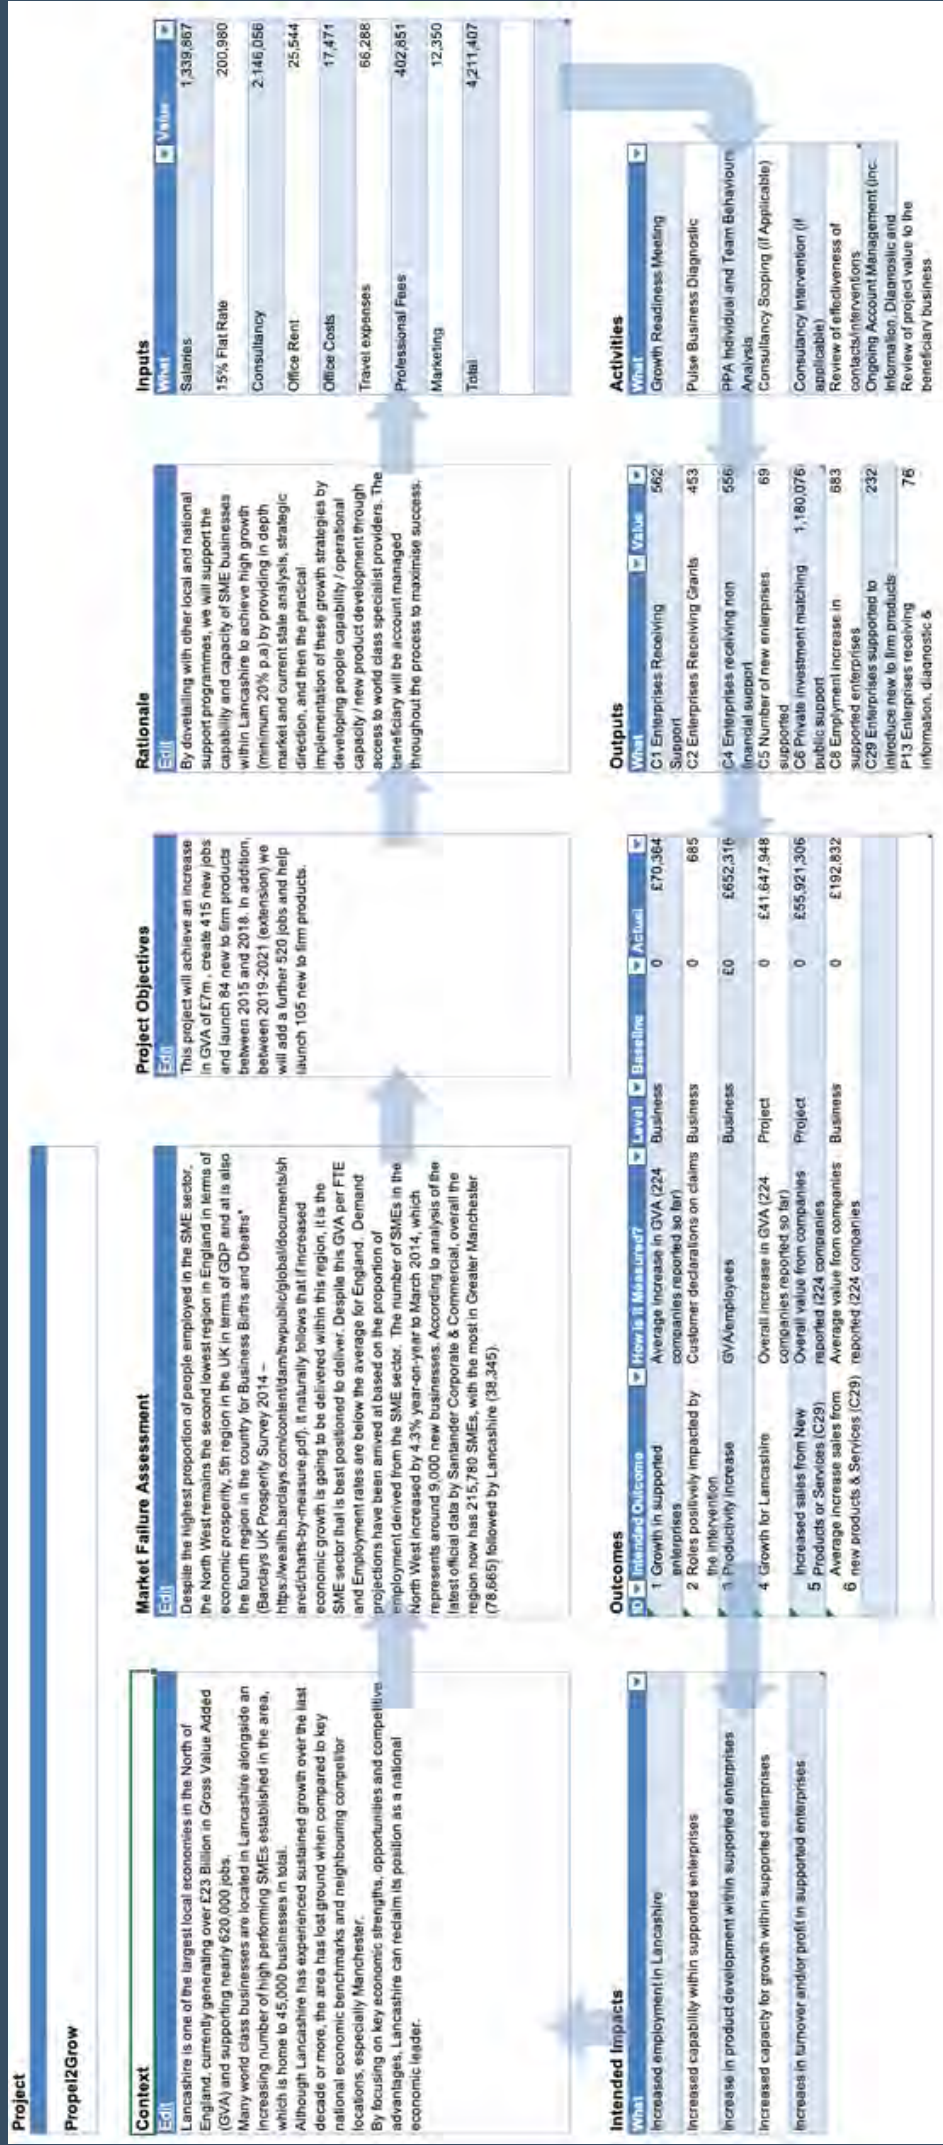 Project
Propel2Grow
Context
Edit
Lancashire is one of the largest local economies in the North of
England, currently generating over £23 Billion in Gross Value Added
(GVA) and supporting nearly 620,000 jobs.
Many world class businesses are located in Lancashire alongside an
increasing number of high performing SMEs established in the area,
which is home to 45,000 businesses in total.
Although Lancashire has experienced sustained growth over the last
decade or more, the area has lost ground when compared to key
national economic benchmarks and neighbouring competitor
locations, especially Manchester.
By focusing on key economic strengths, opportunities and competitive
advantages, Lancashire can reclaim its position as a national
economic leader.
Market Failure Assessment
Edit
Despite the highest proportion of people employed in the SME sector,
the North West remains the second lowest region in England in terms of
economic prosperity, 5th region in the UK in terms of GDP and at is also
the fourth region in the country for Business Births and Deaths"
(Barclays UK Prosperity Survey 2014 –
https://wealth.barclays.com/content/dam/bwpublic/global/documents/sh
ared/charts-by-measure.pdf). It naturally follows that if increased
economic growth is going to be delivered within this region, it is the
SME sector that is best positioned to deliver. Despite this GVA per FTE
and Employment rates are below the average for England. Demand
projections have been arrived at based on the proportion of
employment derived from the SME sector. The number of SMEs in the
North West increased by 4.3% year-on-year to March 2014, which
represents around 9,000 new businesses. According to analysis of the
latest official data by Santander Corporate & Commercial, overall the
region now has 215,780 SMEs, with the most in Greater Manchester
(78,665) followed by Lancashire (38,345).
Project Objectives
Edit
This project will achieve an increase
in GVA of £7m , create 415 new jobs
and launch 84 new to firm products
between 2015 and 2018. In addition,
between 2019-2021 (extension) we
will add a further 520 jobs and help
launch 105 new to firm products.
Rationale
Edit
By dovetailing with other local and national
support programmes, we will support the
capability and capacity of SME businesses
within Lancashire to achieve high growth
(minimum 20% p.a) by providing in depth
market and current state analysis, strategic
direction, and then the practical
implementation of these growth strategies by
developing people capability / operational
capacity / new product development through
access to world class specialist providers. The
beneficiary will be account managed
throughout the process to maximise success.
Inputs
What Value
Salaries 1,339,867
15% Flat Rate 200,980
Consultancy 2,146,056
Office Rent 25,544
Office Costs 17,471
Travel expenses 66,288
Professional Fees 402,851
Marketing 12,350
Total 4,211,407
Intended Impacts
What
Increased employment in Lancashire
Increased capability within supported enterprises
Increase in product development within supported enterprises
Increased capacity for growth within supported enterprises
Increaes in turnover and/or profit in supported enterprises
Outcomes
ID Intended Outcome How is it Measured? Level Baseline Actual
1 Growth in supported Average increase in GVA (224 Business 0 £70,364
enterprises companies reported so far)
2 Roles positively impacted by Customer declarations on claims Business 0 685
the intervention
3 Productivity increase GVA/employees Business £0 £652,316
4 Growth for Lancashire Overall increase in GVA (224 Project 0 £41,647,948
companies reported so far)
Increased sales from New Overall value from companies Project 0 £55,921,306
5 Products or Services (C29) reported (224 companies
Average increase sales from Average value from companies Business 0 £192,832
6 new products & Services (C29) reported (224 companies
Outputs
What Value
C1 Enterprises Receiving 562
Support
C2 Enterprises Receiving Grants 453
C4 Enterprises receiving non 556
financial support
C5 Number of new enterprises 69
supported
C6 Private investment matching 1,180,076
public support
C8 Emplyment increase in 683
supported enterprises
C29 Enterprises supported to 232
introduce new to firm products
P13 Enterprises receiving 76
information, diagnostic &
Activities
What
Growth Readiness Meeting
Pulse Business Diagnostic
PPA Individual and Team Behaviours
Analysis
Consultancy Scoping (if Applicable)
Consultancy Intervention (if
applicable)
Review of effectiveness of
contacts/interventions
Ongoing Account Management (inc.
Information, Diagnostic and
Review of project value to the
beneficiary business